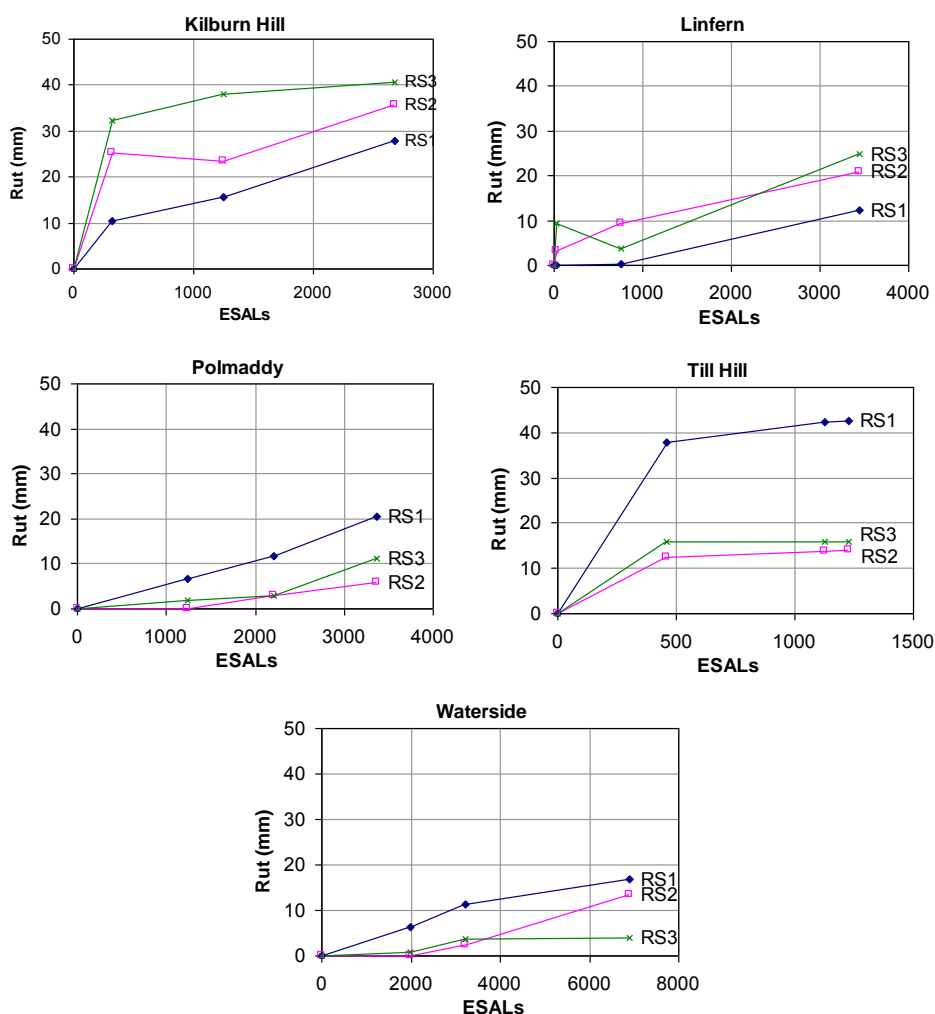 Kilburn Hill
50
40
30
20
10
0
Rut (mm)
RS3
RS2
RS1
0 1000 2000 3000
ESALs
Linfern
50
40
30
20
10
0
Rut (mm)
RS3
RS2
RS1
0 1000 2000 3000 4000
ESALs
Polmaddy
50
40
30
20
10
0
Rut (mm)
RS1
RS3
RS2
0 1000 2000 3000 4000
ESALs
Till Hill
50
40
30
20
10
0
Rut (mm)
RS1
RS3
RS2
0 500 1000 1500
ESALs
Waterside
50
40
30
20
10
0
Rut (mm)
RS1
RS2
RS3
0 2000 4000 6000 8000
ESALs